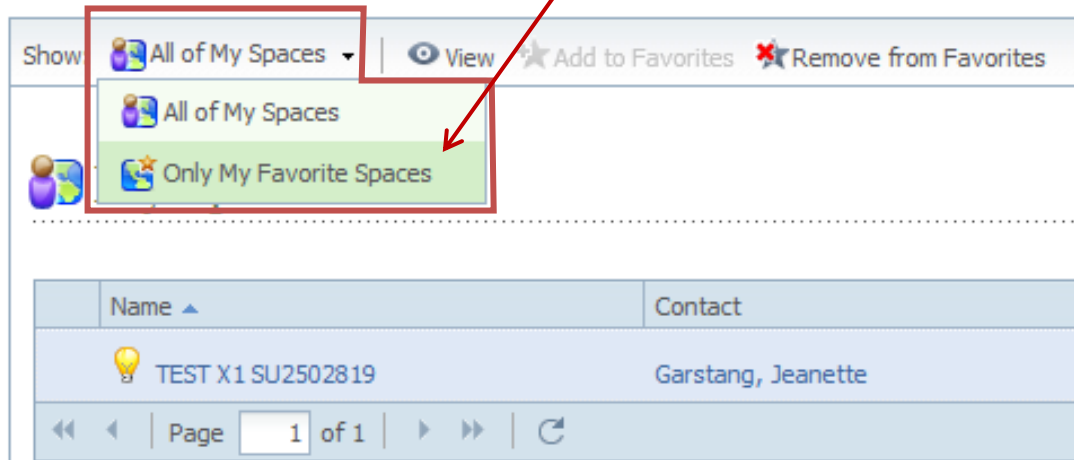 Show: All of My Spaces View Add to Favorites Remove from Favorites
All of My Spaces
Only My Favorite Spaces
Name Contact
TEST X1 SU2502819 Garstang, Jeanette
Page 1 of 1